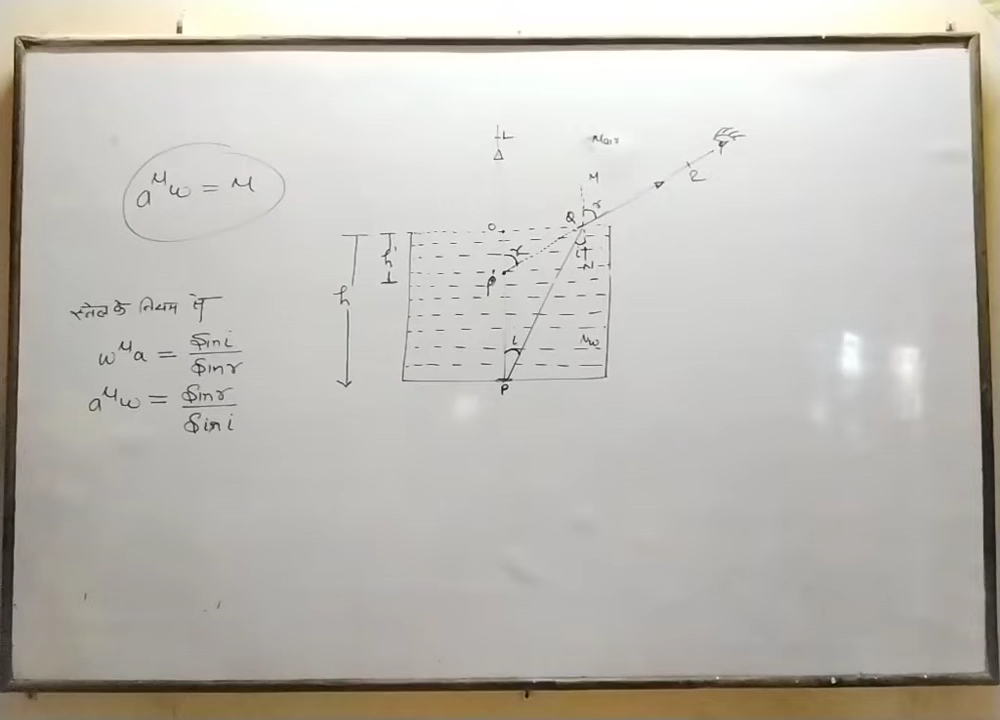 aμw = μ
स्नेल के नियम से
wμa = Sin i / Sin r
aμw = Sin r / Sin i
L
μair
M
R
Q
r
O
h'
r
i
N
P'
h
i
μw
P